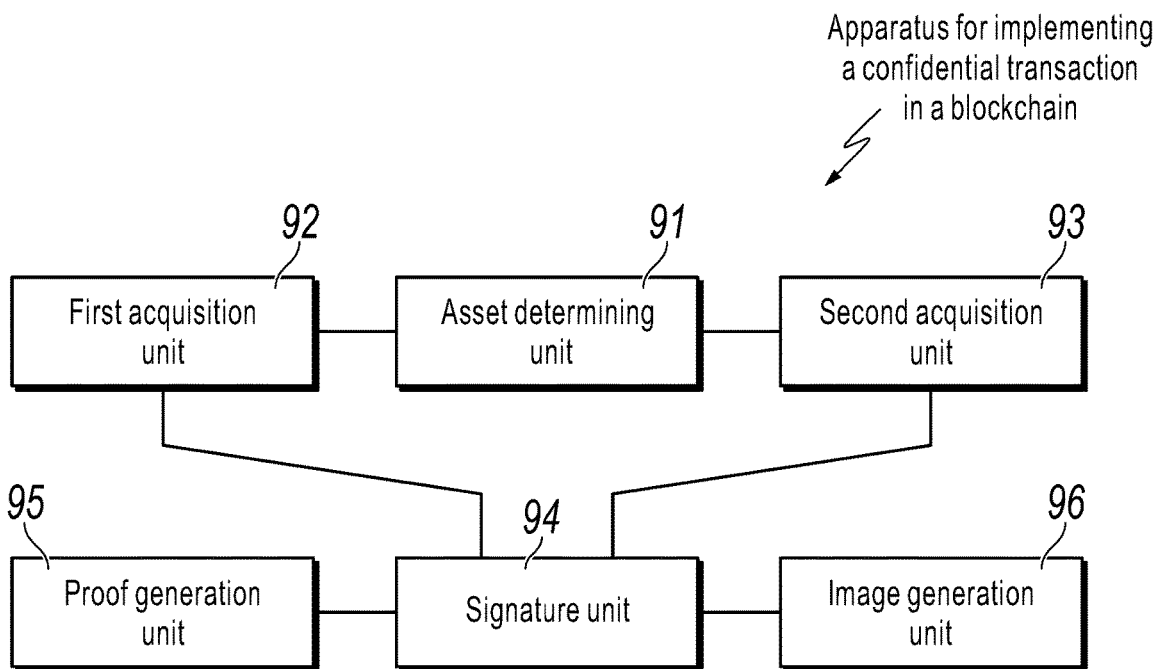 Apparatus for implementing
a confidential transaction
in a blockchain
92
91
93
First acquisition
unit
Asset determining
unit
Second acquisition
unit
95
94
96
Proof generation
unit
Signature unit
Image generation
unit